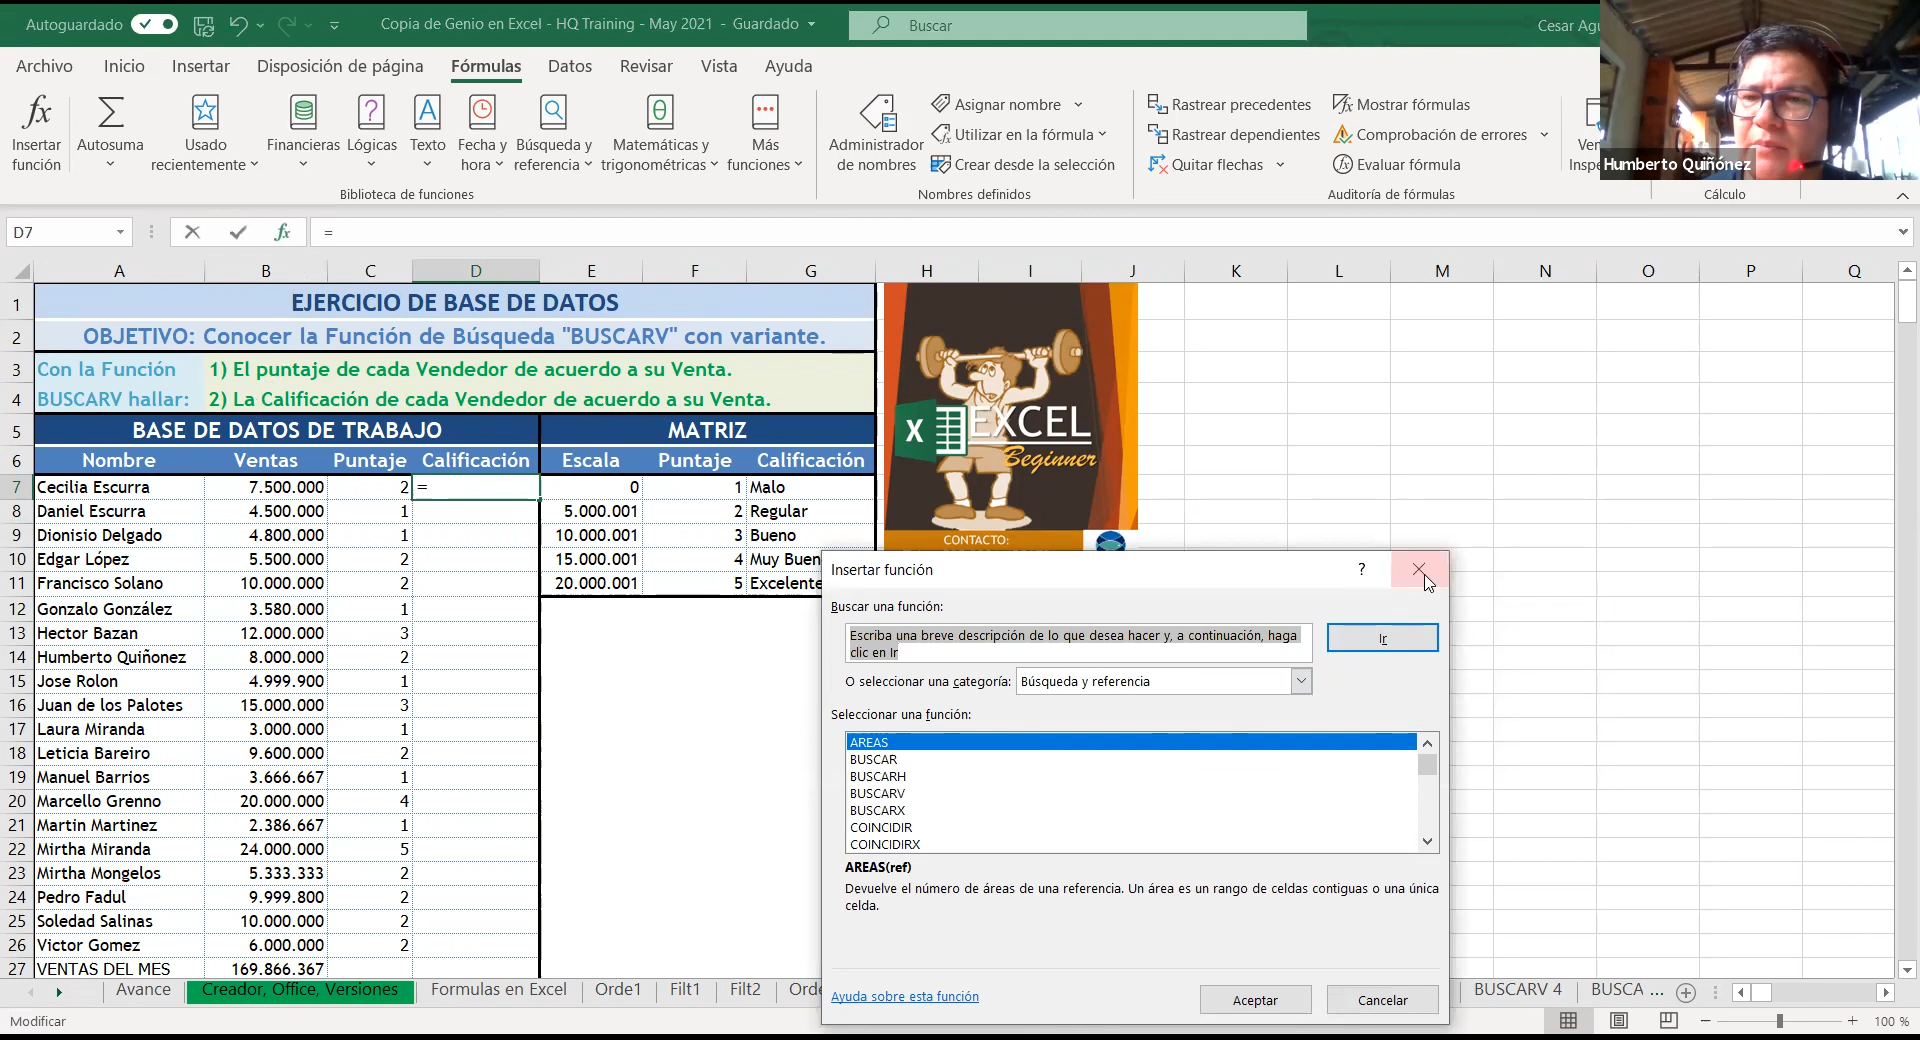 Autoguardado
Copia de Genio en Excel - HQ Training - May 2021 - Guardado
Buscar
Cesar Agu
Archivo Inicio Insertar Disposición de página Fórmulas Datos Revisar Vista Ayuda
Insertar función
Autosuma
Usado recientemente
Financieras
Lógicas
Texto
Fecha y hora
Búsqueda y referencia
Matemáticas y trigonométricas
Más funciones
Administrador de nombres
Asignar nombre
Utilizar en la fórmula
Crear desde la selección
Rastrear precedentes
Rastrear dependientes
Quitar flechas
Mostrar fórmulas
Comprobación de errores
Evaluar fórmula
Humberto Quiñónez
Biblioteca de funciones
Nombres definidos
Auditoría de fórmulas
Cálculo
D7 fx =
A B C D E F G H I J K L M N O P Q
1 EJERCICIO DE BASE DE DATOS
2 OBJETIVO: Conocer la Función de Búsqueda "BUSCARV" con variante.
3 Con la Función 1) El puntaje de cada Vendedor de acuerdo a su Venta.
4 BUSCARV hallar: 2) La Calificación de cada Vendedor de acuerdo a su Venta.
5 BASE DE DATOS DE TRABAJO MATRIZ
6 Nombre Ventas Puntaje Calificación Escala Puntaje Calificación
7 Cecilia Escurra 7.500.000 2 = 0 1 Malo
8 Daniel Escurra 4.500.000 1 5.000.001 2 Regular
9 Dionisio Delgado 4.800.000 1 10.000.001 3 Bueno
10 Edgar López 5.500.000 2 15.000.001 4 Muy Buen
11 Francisco Solano 10.000.000 2 20.000.001 5 Excelente
12 Gonzalo González 3.580.000 1
13 Hector Bazan 12.000.000 3
14 Humberto Quiñonez 8.000.000 2
15 Jose Rolon 4.999.900 1
16 Juan de los Palotes 15.000.000 3
17 Laura Miranda 3.000.000 1
18 Leticia Bareiro 9.600.000 2
19 Manuel Barrios 3.666.667 1
20 Marcello Grenno 20.000.000 4
21 Martin Martinez 2.386.667 1
22 Mirtha Miranda 24.000.000 5
23 Mirtha Mongelos 5.333.333 2
24 Pedro Fadul 9.999.800 2
25 Soledad Salinas 10.000.000 2
26 Victor Gomez 6.000.000 2
27 VENTAS DEL MES 169.866.367
X EXCEL
Beginner
CONTACTO:
Insertar función ?
Buscar una función:
Escriba una breve descripción de lo que desea hacer y, a continuación, haga
clic en Ir
Ir
O seleccionar una categoría: Búsqueda y referencia
Seleccionar una función:
AREAS
BUSCAR
BUSCARH
BUSCARV
BUSCARX
COINCIDIR
COINCIDIRX
AREAS(ref)
Devuelve el número de áreas de una referencia. Un área es un rango de celdas contiguas o una única
celda.
Ayuda sobre esta función
Aceptar Cancelar
Avance Creador, Office, Versiones Formulas en Excel Orde1 Filt1 Filt2 Orde BUSCARV 4 BUSCA ...
Modificar
100 %